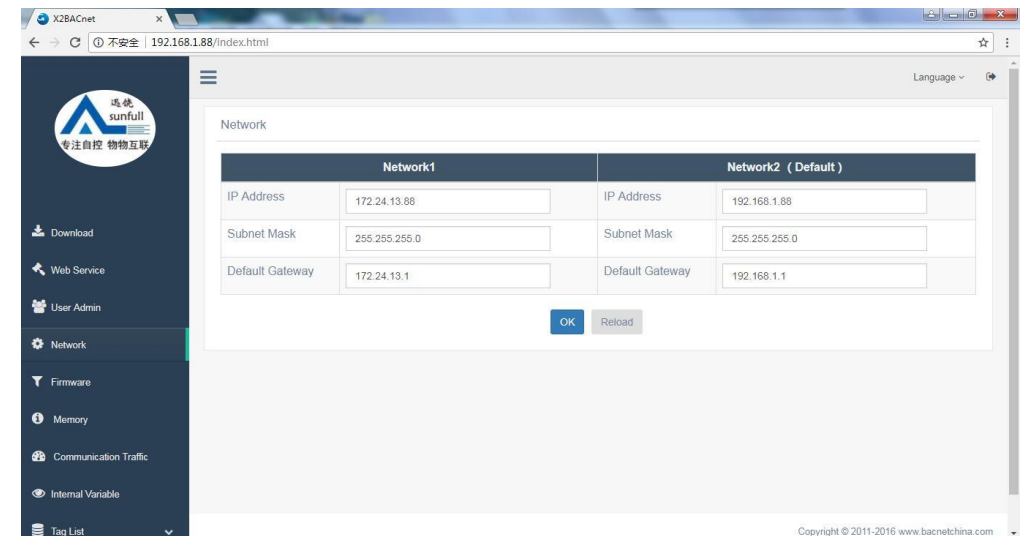 X2BACnet
不安全 | 192.168.1.88/index.html
迅绕
sunfull
专注自控 物物互联
Language
Network
Network1
Network2 ( Default )
IP Address
172.24.13.88
IP Address
192.168.1.88
Subnet Mask
255.255.255.0
Subnet Mask
255.255.255.0
Default Gateway
172.24.13.1
Default Gateway
192.168.1.1
OK
Reload
Download
Web Service
User Admin
Network
Firmware
Memory
Communication Traffic
Internal Variable
Tag List
Copyright © 2011-2016 www.bacnetchina.com